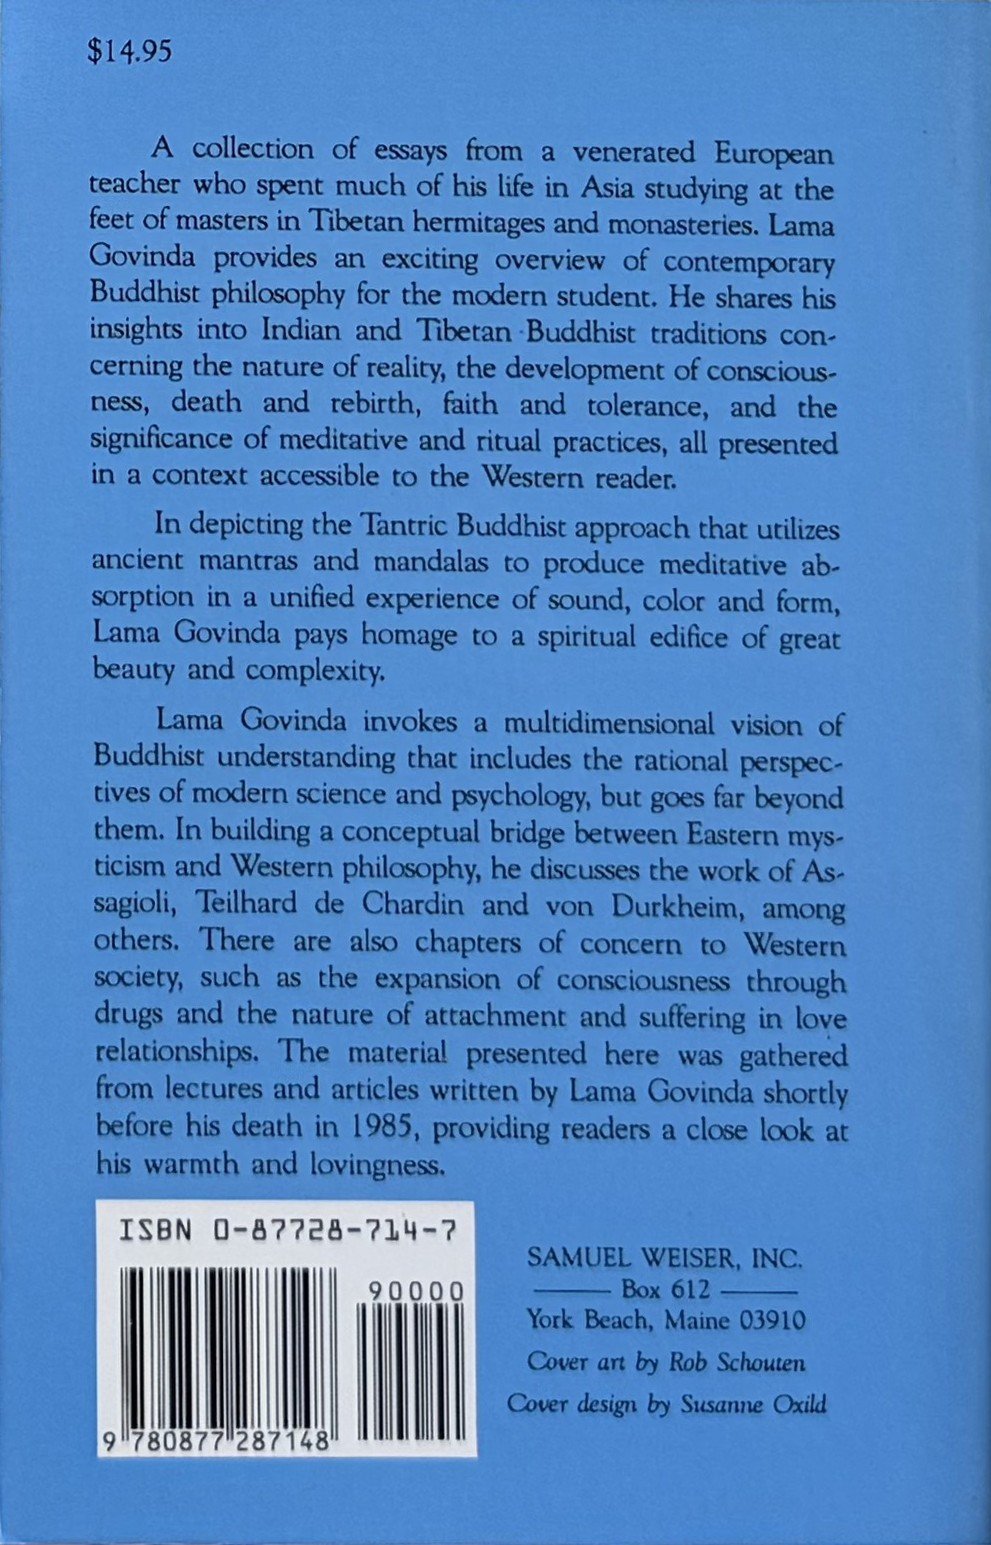 $14.95
A collection of essays from a venerated European
teacher who spent much of his life in Asia studying at the
feet of masters in Tibetan hermitages and monasteries. Lama
Govinda provides an exciting overview of contemporary
Buddhist philosophy for the modern student. He shares his
insights into Indian and Tibetan Buddhist traditions con-
cerning the nature of reality, the development of conscious-
ness, death and rebirth, faith and tolerance, and the
significance of meditative and ritual practices, all presented
in a context accessible to the Western reader.
In depicting the Tantric Buddhist approach that utilizes
ancient mantras and mandalas to produce meditative ab-
sorption in a unified experience of sound, color and form,
Lama Govinda pays homage to a spiritual edifice of great
beauty and complexity.
Lama Govinda invokes a multidimensional vision of
Buddhist understanding that includes the rational perspec-
tives of modern science and psychology, but goes far beyond
them. In building a conceptual bridge between Eastern mys-
ticism and Western philosophy, he discusses the work of As-
sagioli, Teilhard de Chardin and von Durkheim, among
others. There are also chapters of concern to Western
society, such as the expansion of consciousness through
drugs and the nature of attachment and suffering in love
relationships. The material presented here was gathered
from lectures and articles written by Lama Govinda shortly
before his death in 1985, providing readers a close look at
his warmth and lovingness.
ISBN 0-87728-714-7
90000
9 780877 287148
SAMUEL WEISER, INC.
Box 612
York Beach, Maine 03910
Cover art by Rob Schouten
Cover design by Susanne Oxild